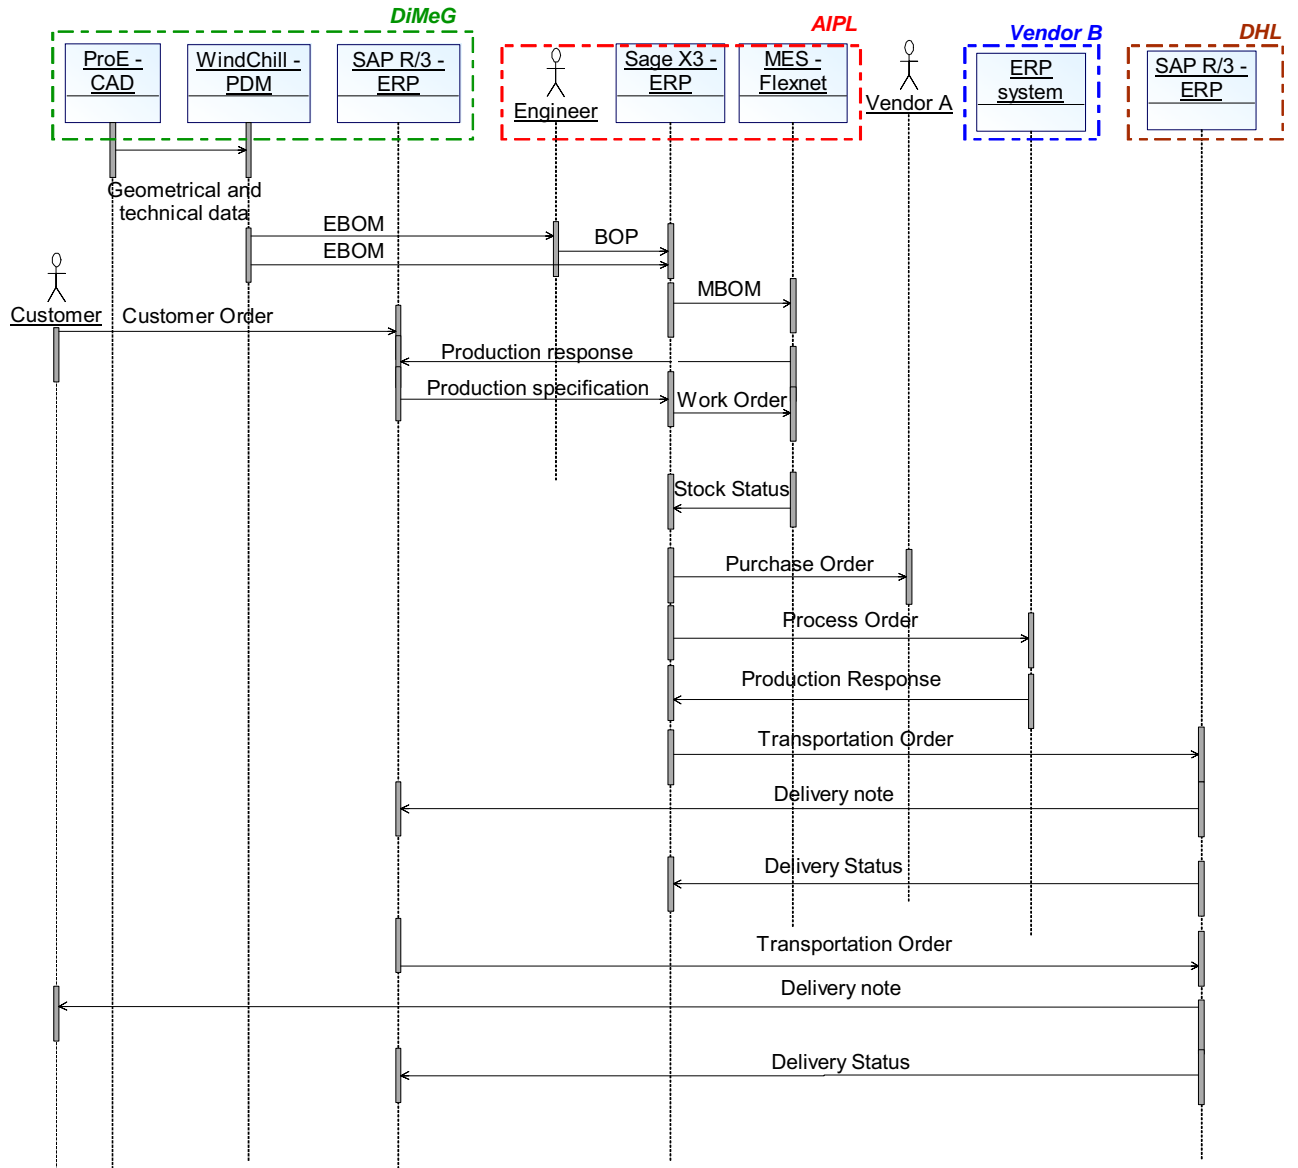 DiMeG
AIPL
Vendor B
DHL
ProE -
CAD
WindChill -
PDM
SAP R/3 -
ERP
Engineer
Sage X3 -
ERP
MES -
Flexnet
Vendor A
ERP
system
SAP R/3 -
ERP
Geometrical and
technical data
EBOM
BOP
EBOM
MBOM
Customer
Customer Order
Production response
Production specification
Work Order
Stock Status
Purchase Order
Process Order
Production Response
Transportation Order
Delivery note
Delivery Status
Transportation Order
Delivery note
Delivery Status